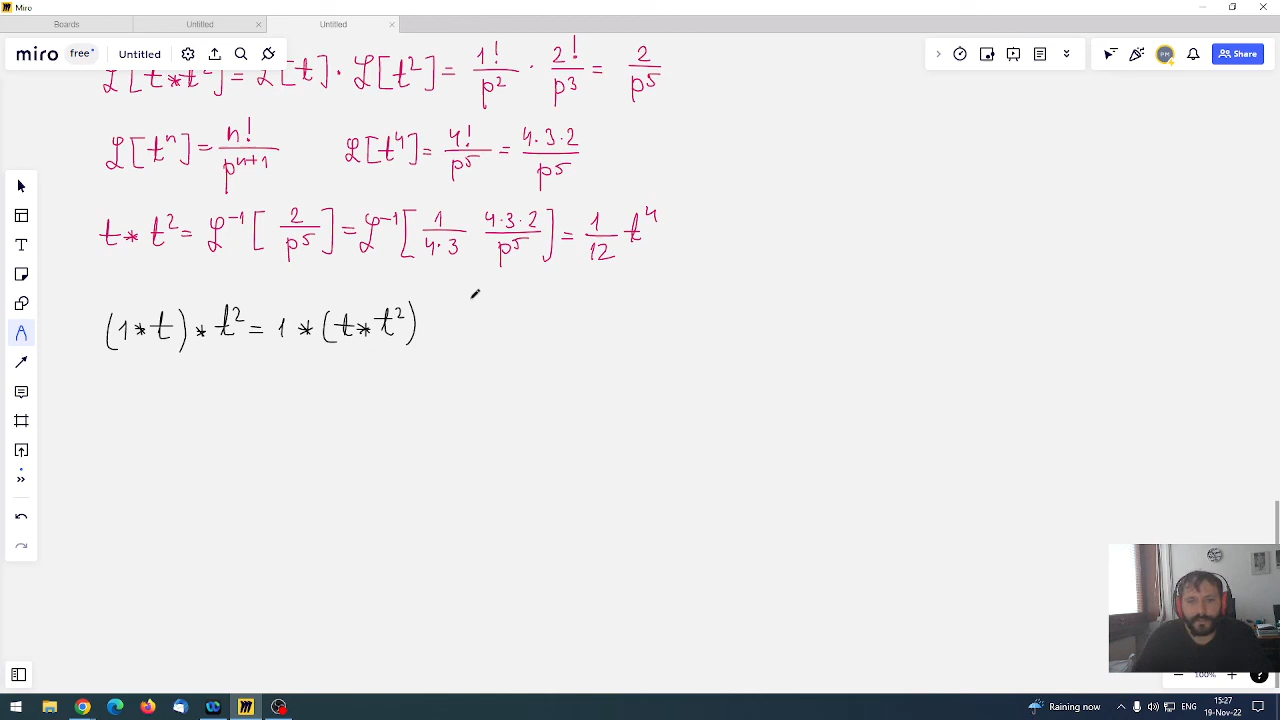 Miro
Boards Untitled Untitled
miro free Untitled PM Share
ℒ[t∗t²] = ℒ[t] · ℒ[t²] = 1!/p² · 2!/p³ = 2/p⁵
ℒ[tⁿ] = n!/pⁿ⁺¹ ℒ[t⁴] = 4!/p⁵ = 4·3·2/p⁵
t∗t² = ℒ⁻¹[2/p⁵] = ℒ⁻¹[1/4·3 4·3·2/p⁵] = 1/12 t⁴
(1∗t)∗t² = 1∗(t∗t²)
100%
Raining now 15:27
19-Nov-22